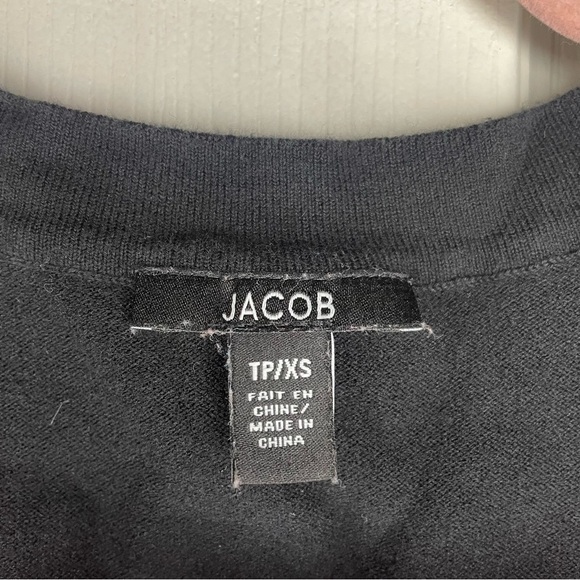 JACOB
TP/XS
FAIT EN
CHINE/
MADE IN
CHINA